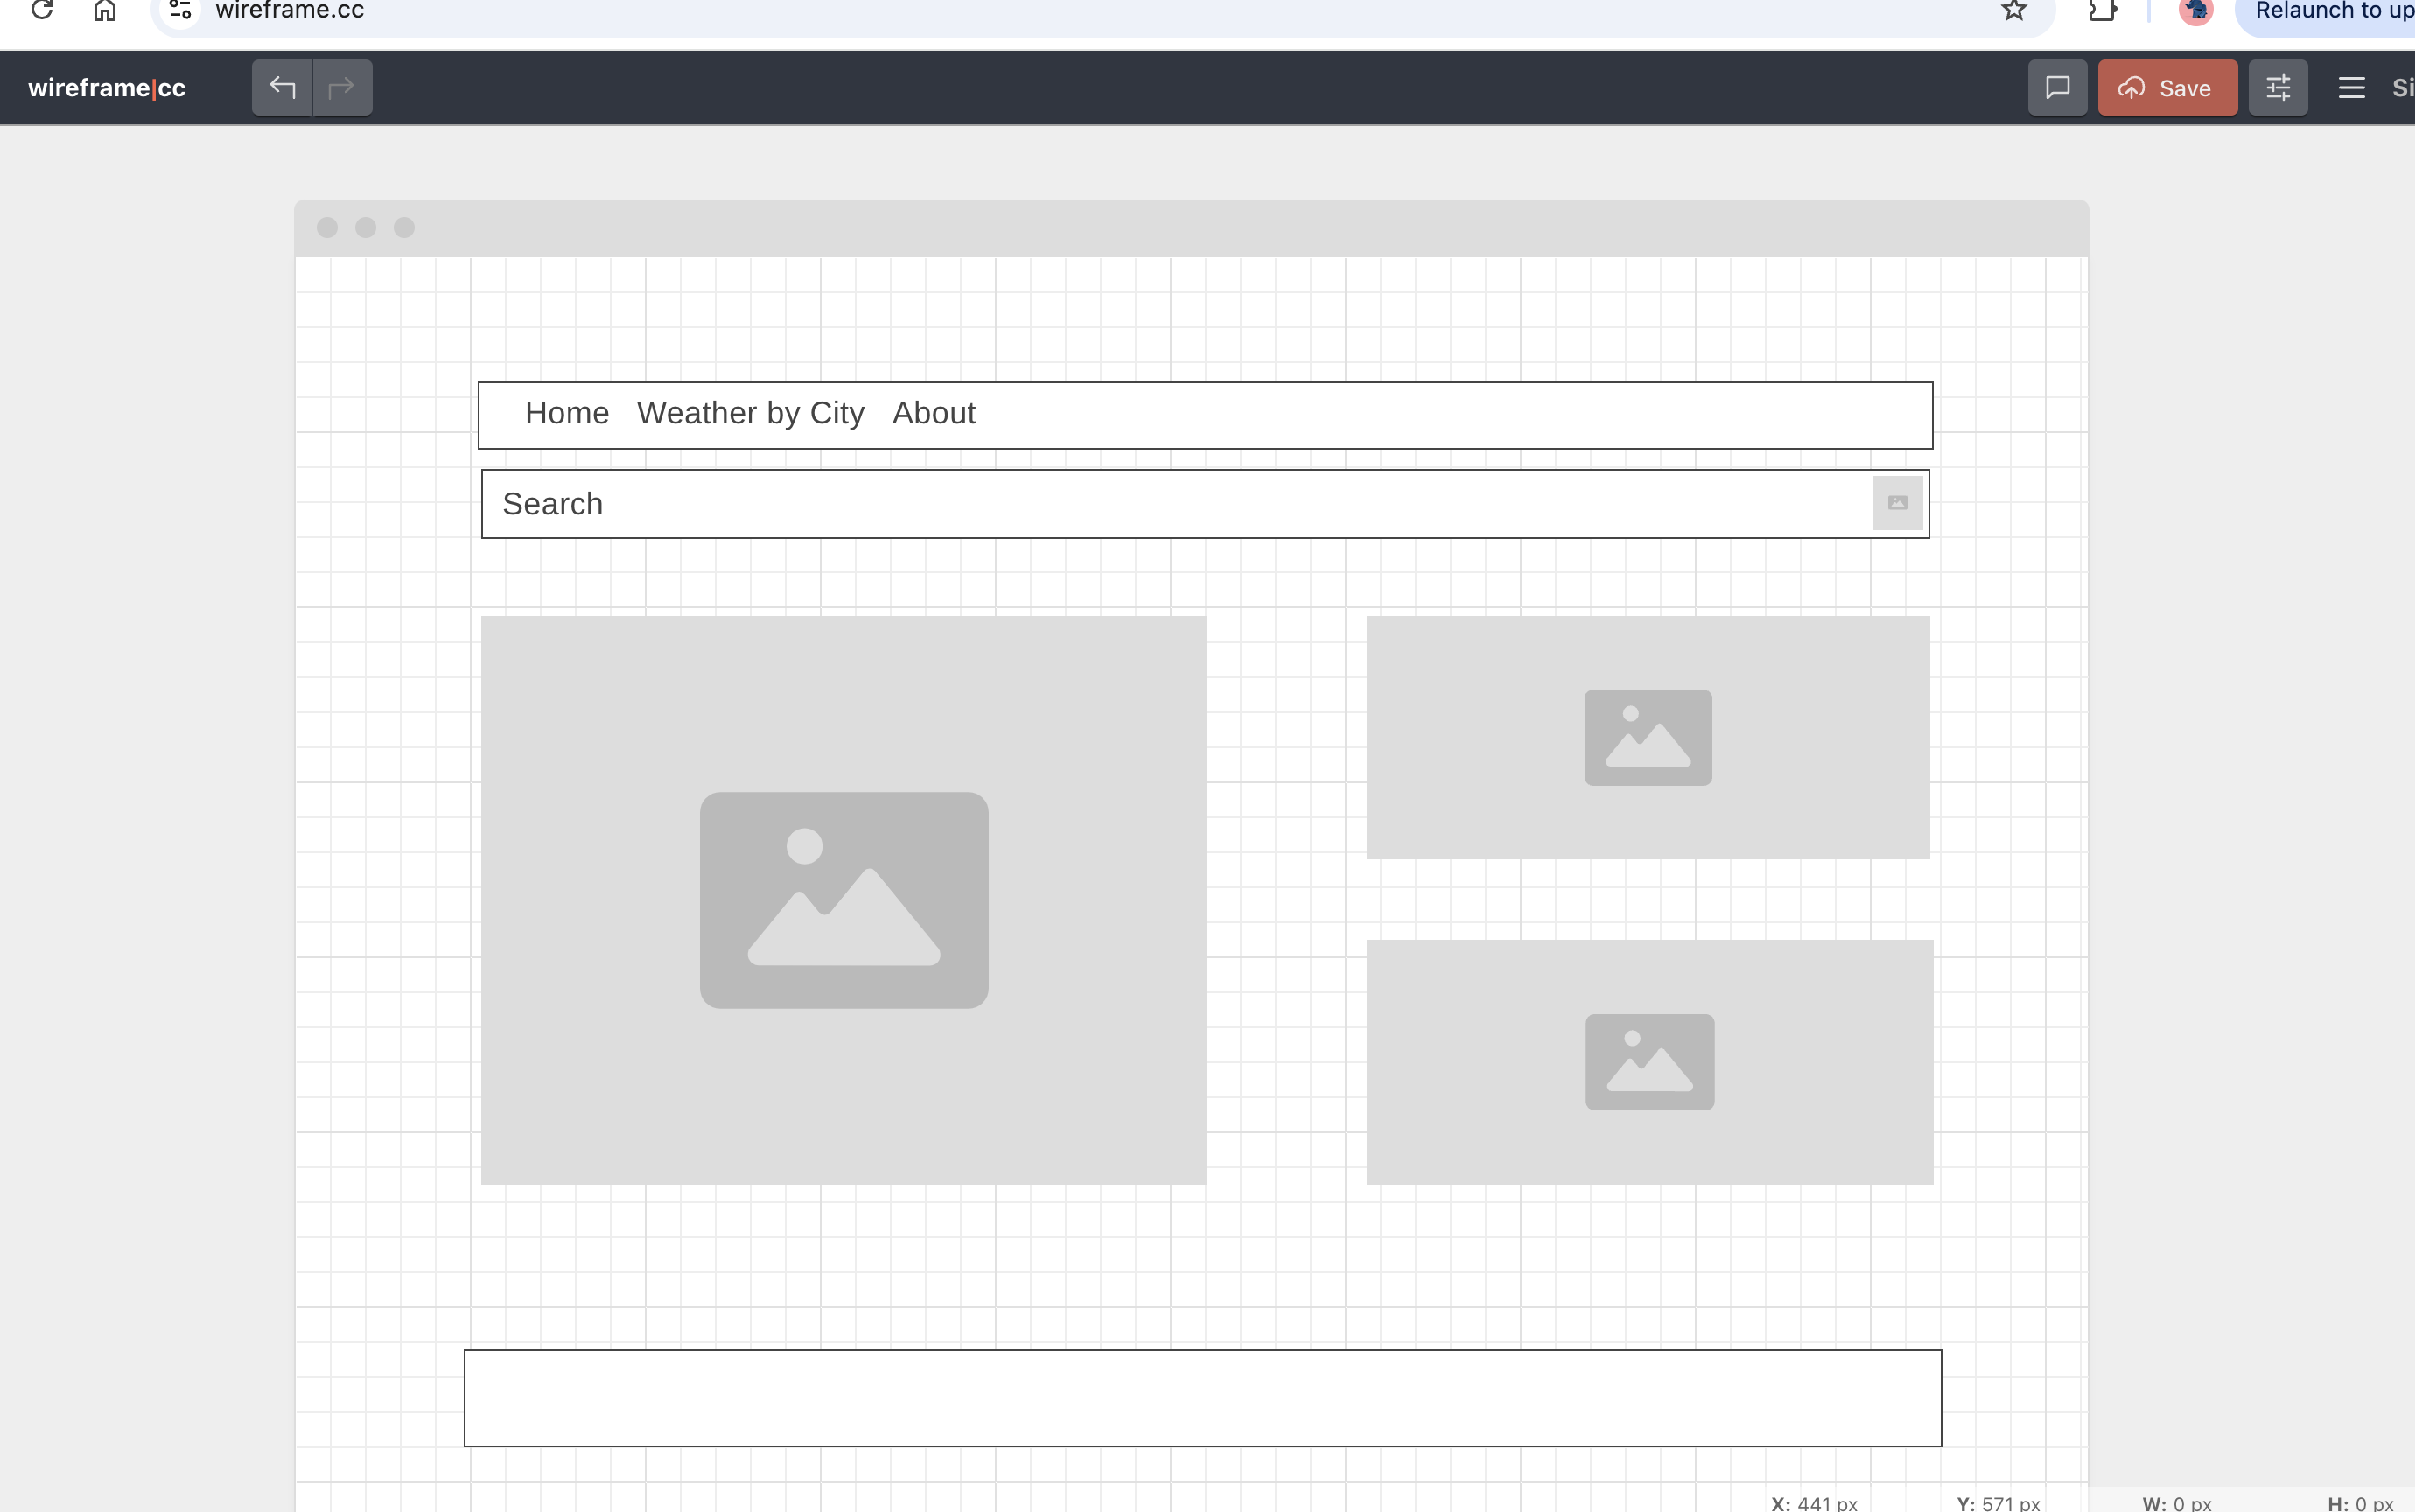 wireframe.cc
Relaunch to up
wireframe|cc
Save
Si
Home Weather by City About
Search
X: 441 px Y: 571 px W: 0 px H: 0 px